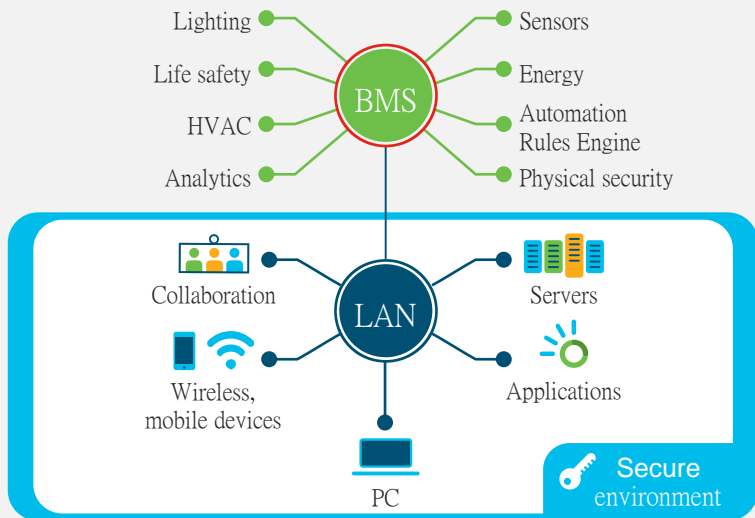 Lighting
Sensors
Life safety
Energy
BMS
HVAC
Automation
Rules Engine
Analytics
Physical security
Collaboration
Servers
LAN
Wireless,
mobile devices
Applications
PC
Secure
environment